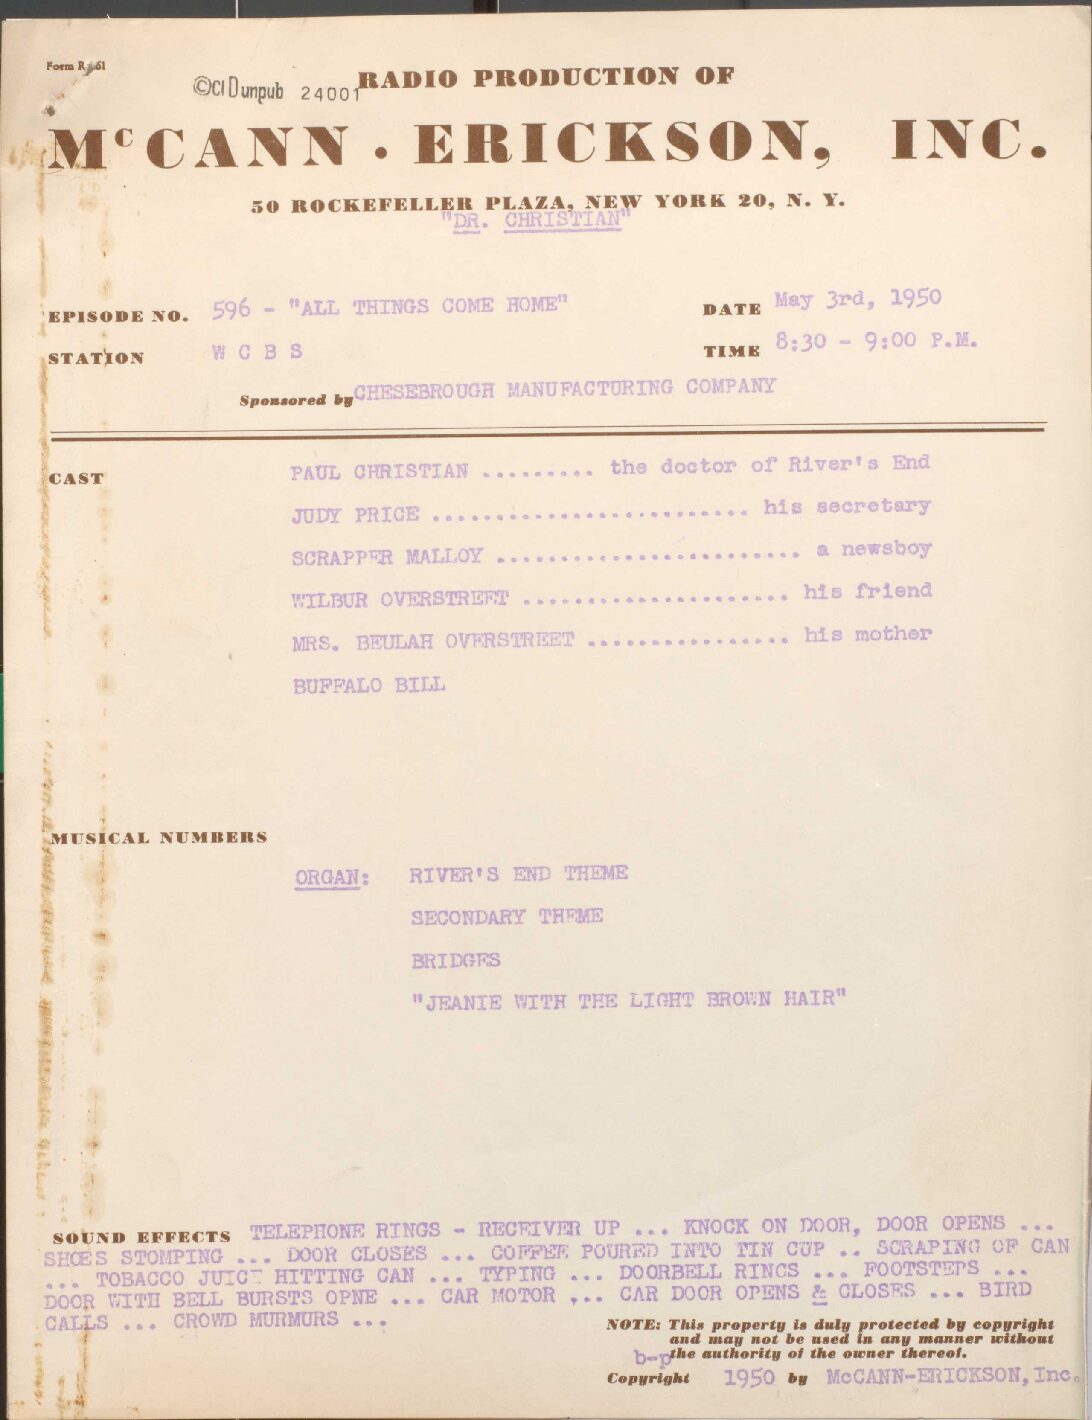 Form R-61
©CI D unpub 24001
RADIO PRODUCTION OF
McCANN · ERICKSON, INC.
50 ROCKEFELLER PLAZA, NEW YORK 20, N. Y.
"DR. CHRISTIAN"
EPISODE NO. 596 - "ALL THINGS COME HOME" DATE May 3rd, 1950
STATION W C B S TIME 8:30 - 9:00 P.M.
Sponsored by CHESEBROUGH MANUFACTURING COMPANY
CAST PAUL CHRISTIAN ......... the doctor of River's End
JUDY PRICE ......................... his secretary
SCRAPPER MALLOY ........................ a newsboy
WILBUR OVERSTREET ..................... his friend
MRS. BEULAH OVERSTREET ................ his mother
BUFFALO BILL
MUSICAL NUMBERS
ORGAN: RIVER'S END THEME
SECONDARY THEME
BRIDGES
"JEANIE WITH THE LIGHT BROWN HAIR"
SOUND EFFECTS TELEPHONE RINGS - RECEIVER UP ... KNOCK ON DOOR, DOOR OPENS ...
SHOES STOMPING ... DOOR CLOSES ... COFFEE POURED INTO TIN CUP .. SCRAPING OF CAN
... TOBACCO JUICE HITTING CAN ... TYPING ... DOORBELL RINGS ... FOOTSTEPS ...
DOOR WITH BELL BURSTS OPNE ... CAR MOTOR ... CAR DOOR OPENS & CLOSES ... BIRD
CALLS ... CROWD MURMURS ...
NOTE: This property is duly protected by copyright
and may not be used in any manner without
b-p the authority of the owner thereof.
Copyright 1950 by McCANN-ERICKSON, Inc.